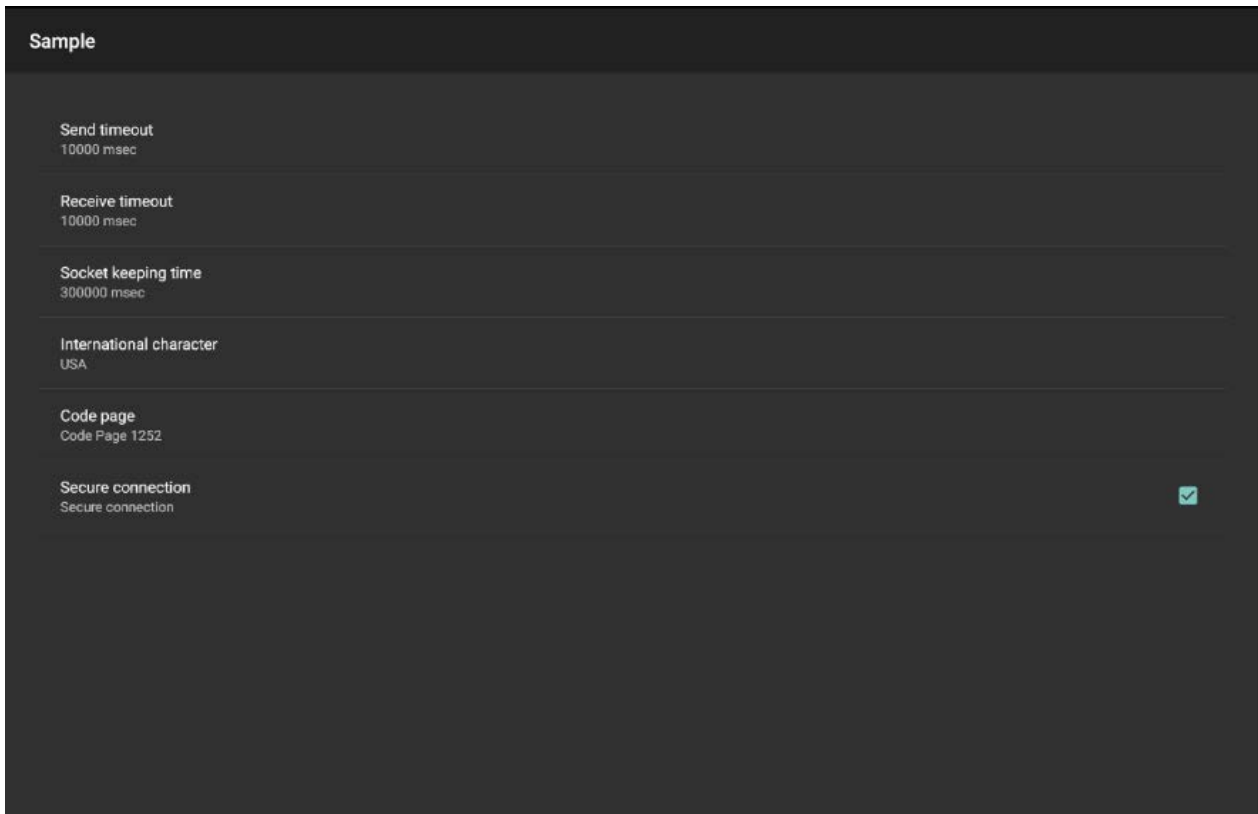 Sample
Send timeout
10000 msec
Receive timeout
10000 msec
Socket keeping time
300000 msec
International character
USA
Code page
Code Page 1252
Secure connection
Secure connection